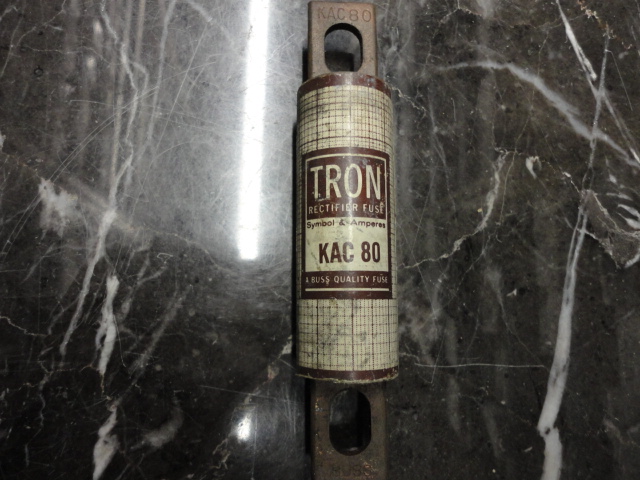 KAC80
TRON
RECTIFIER FUSE
Symbol & Amperes
KAC 80
A BUSS QUALITY FUSE